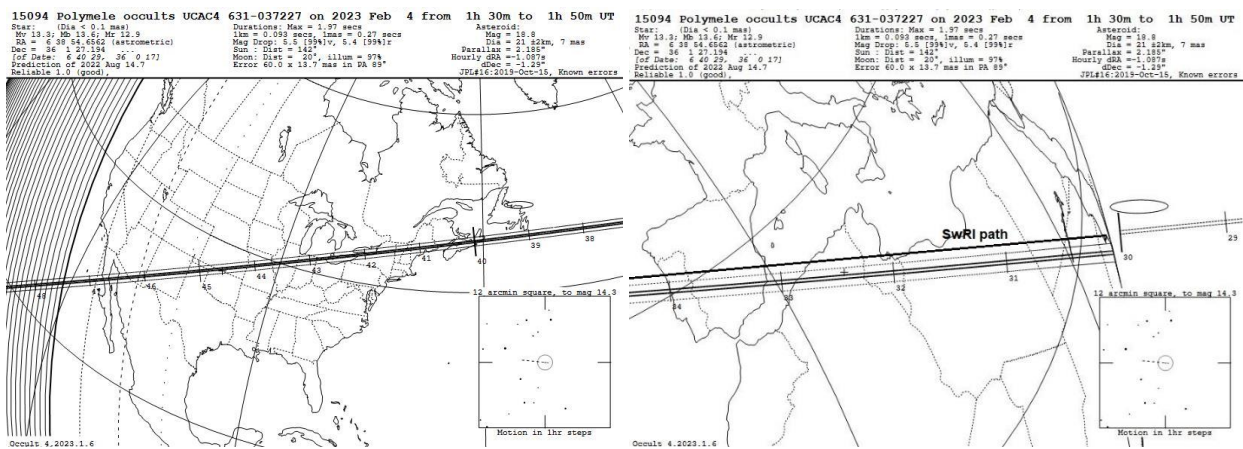 15094 Polymele occults UCAC4 631-037227 on 2023 Feb 4 from 1h 30m to 1h 50m UT
Star: (Dia < 0.1 mas)
Mv 13.3; Mb 13.6; Mr 12.9
RA = 6 38 54.6562 (astrometric)
Dec = 36 1 27.194 ...
[of Date: 6 40 29, 36 0 17]
Prediction of 2022 Aug 14.7
Reliable 1.0 (good),
Durations: Max = 1.97 secs
1km = 0.093 secs, 1mas = 0.27 secs
Mag Drop: 5.5 [99%]v, 5.4 [99%]r
Sun : Dist = 142°
Moon: Dist = 20°, illum = 97%
Error 60.0 x 13.7 mas in PA 89°
Asteroid:
Mag = 18.8
Dia = 21 ±2km, 7 mas
Parallax = 2.185"
Hourly dRA =-1.087s
dDec = -1.29"
JPL#16:2019-Oct-15, Known errors
48
47
46
45
44
43
42
41
40
39
38
12 arcmin square, to mag 14.3
Motion in 1hr steps
Occult 4.2023.1.6
15094 Polymele occults UCAC4 631-037227 on 2023 Feb 4 from 1h 30m to 1h 50m UT
Star: (Dia < 0.1 mas)
Mv 13.3; Mb 13.6; Mr 12.9
RA = 6 38 54.6562 (astrometric)
Dec = 36 1 27.194 ...
[of Date: 6 40 29, 36 0 17]
Prediction of 2022 Aug 14.7
Reliable 1.0 (good),
Durations: Max = 1.97 secs
1km = 0.093 secs, 1mas = 0.27 secs
Mag Drop: 5.5 [99%]v, 5.4 [99%]r
Sun : Dist = 142°
Moon: Dist = 20°, illum = 97%
Error 60.0 x 13.7 mas in PA 89°
Asteroid:
Mag = 18.8
Dia = 21 ±2km, 7 mas
Parallax = 2.185"
Hourly dRA =-1.087s
dDec = -1.29"
JPL#16:2019-Oct-15, Known errors
SwRI path
34
33
32
31
30
29
12 arcmin square, to mag 14.3
Motion in 1hr steps
Occult 4.2023.1.6